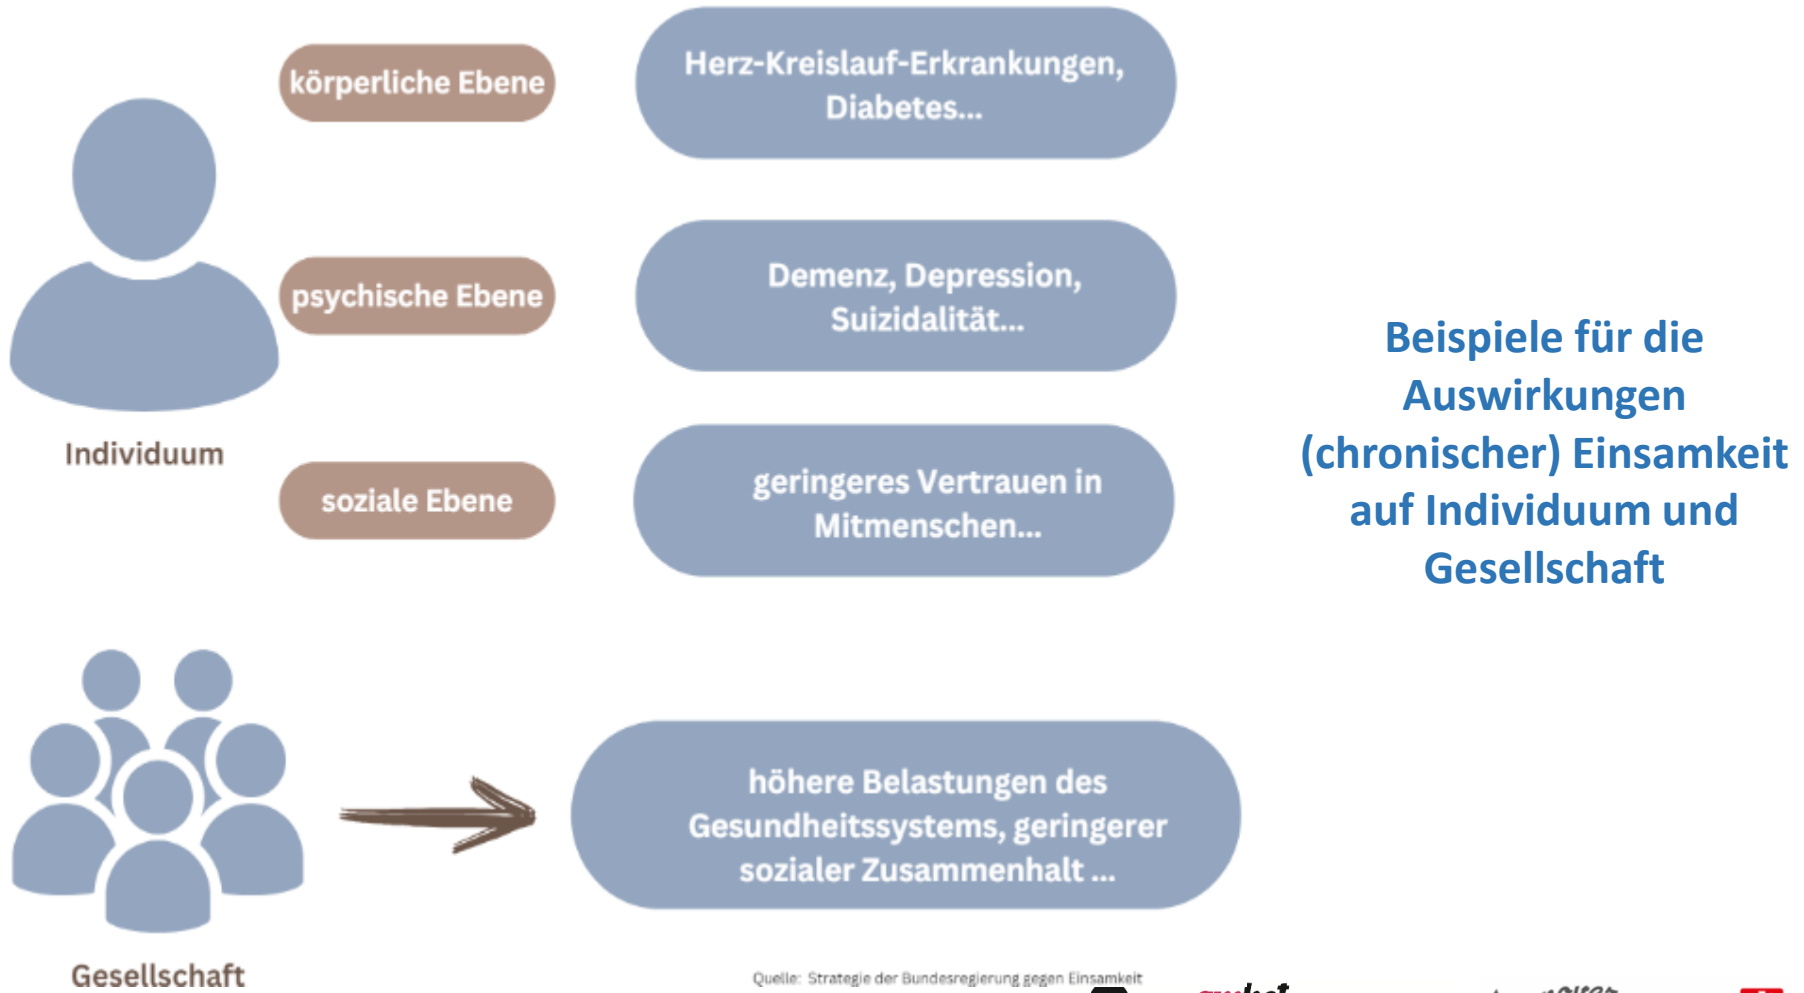 körperliche Ebene
Herz-Kreislauf-Erkrankungen,
Diabetes...
psychische Ebene
Demenz, Depression,
Suizidalität...
Individuum
soziale Ebene
geringeres Vertrauen in
Mitmenschen...
Beispiele für die
Auswirkungen
(chronischer) Einsamkeit
auf Individuum und
Gesellschaft
höhere Belastungen des
Gesundheitssystems, geringerer
sozialer Zusammenhalt ...
Gesellschaft
Quelle: Strategie der Bundesregierung gegen Einsamkeit